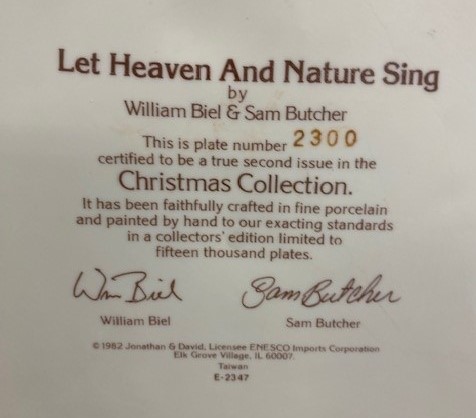 Let Heaven And Nature Sing
by
William Biel & Sam Butcher
This is plate number 2300
certified to be a true second issue in the
Christmas Collection.
It has been faithfully crafted in fine porcelain
and painted by hand to our exacting standards
in a collectors' edition limited to
fifteen thousand plates.
Wm Biel Sam Butcher
William Biel Sam Butcher
© 1982 Jonathan & David, Licensee ENESCO Imports Corporation
Elk Grove Village, IL 60007
Taiwan
E-2347